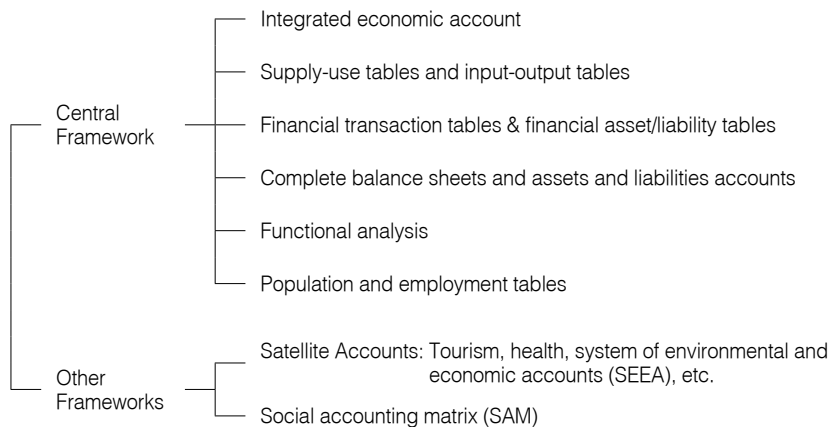 Integrated economic account
Supply-use tables and input-output tables
Central
Framework
Financial transaction tables & financial asset/liability tables
Complete balance sheets and assets and liabilities accounts
Functional analysis
Population and employment tables
Satellite Accounts: Tourism, health, system of environmental and
economic accounts (SEEA), etc.
Other
Frameworks
Social accounting matrix (SAM)